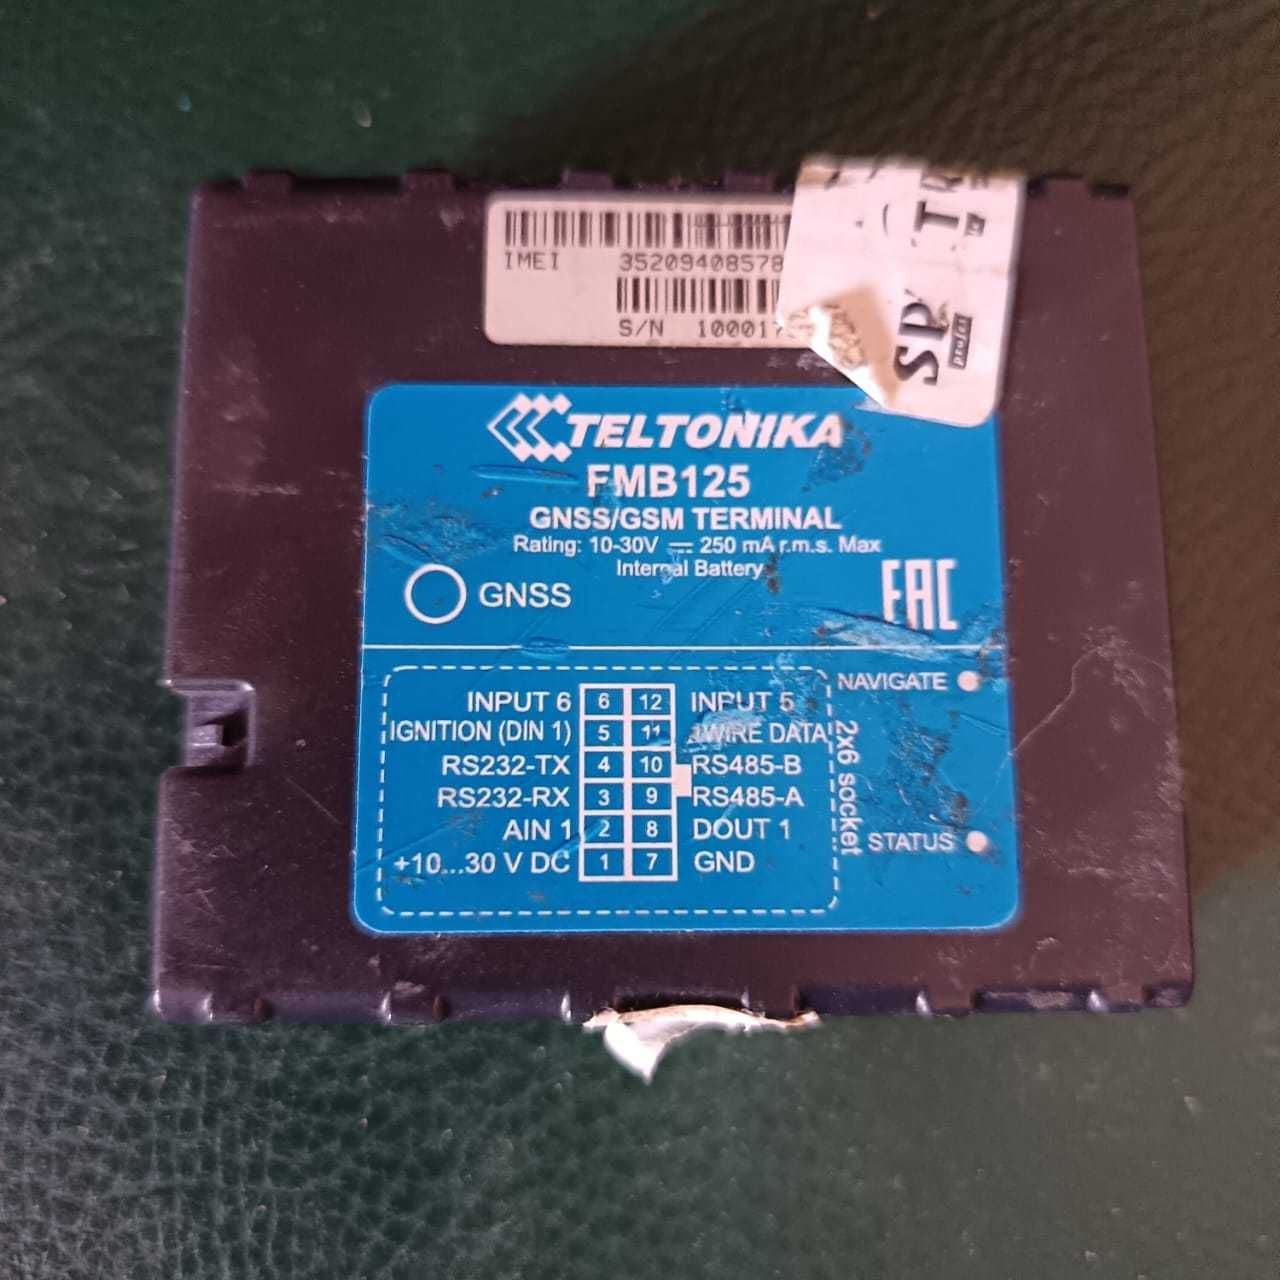 IMEI 35209408578
S/N 10001
SP
TELTONIKA
FMB125
GNSS/GSM TERMINAL
Rating: 10-30V 250 mA r.m.s. Max
Internal Battery
GNSS
EAC
NAVIGATE
INPUT 6 6 12 INPUT 5
IGNITION (DIN 1) 5 11 1WIRE DATA
RS232-TX 4 10 RS485-B
RS232-RX 3 9 RS485-A
AIN 1 2 8 DOUT 1
+10...30 V DC 1 7 GND
2x6 socket
STATUS